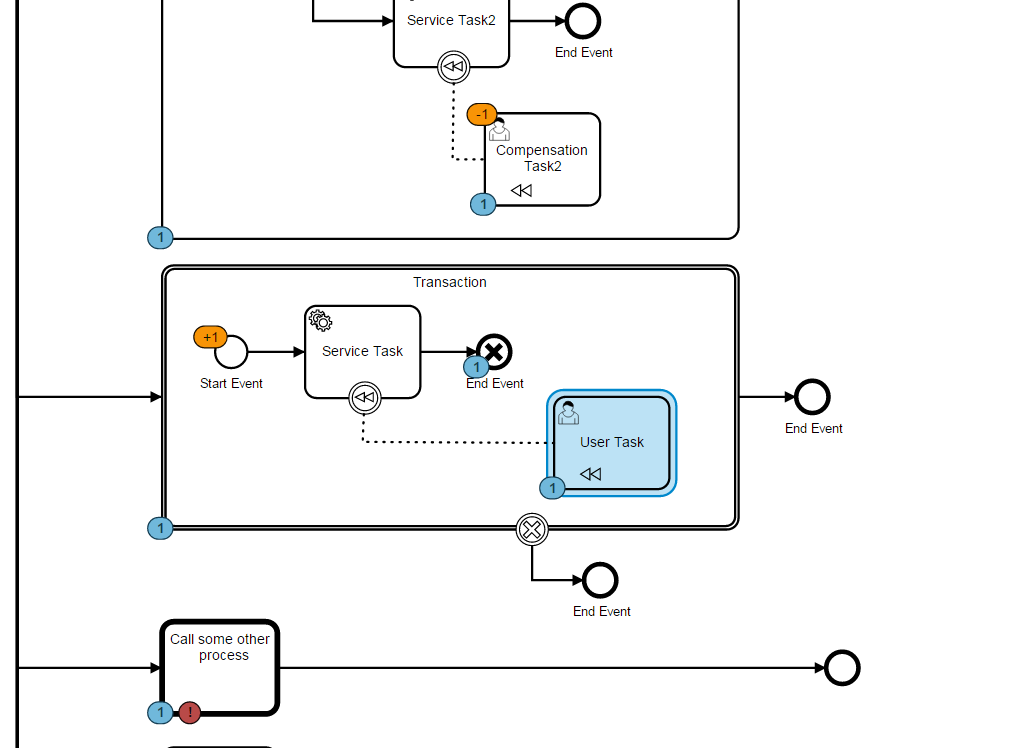 Service Task2
End Event
-1
Compensation
Task2
1
1
Transaction
+1
Service Task
1
Start Event
End Event
User Task
1
End Event
1
End Event
Call some other
process
1
!